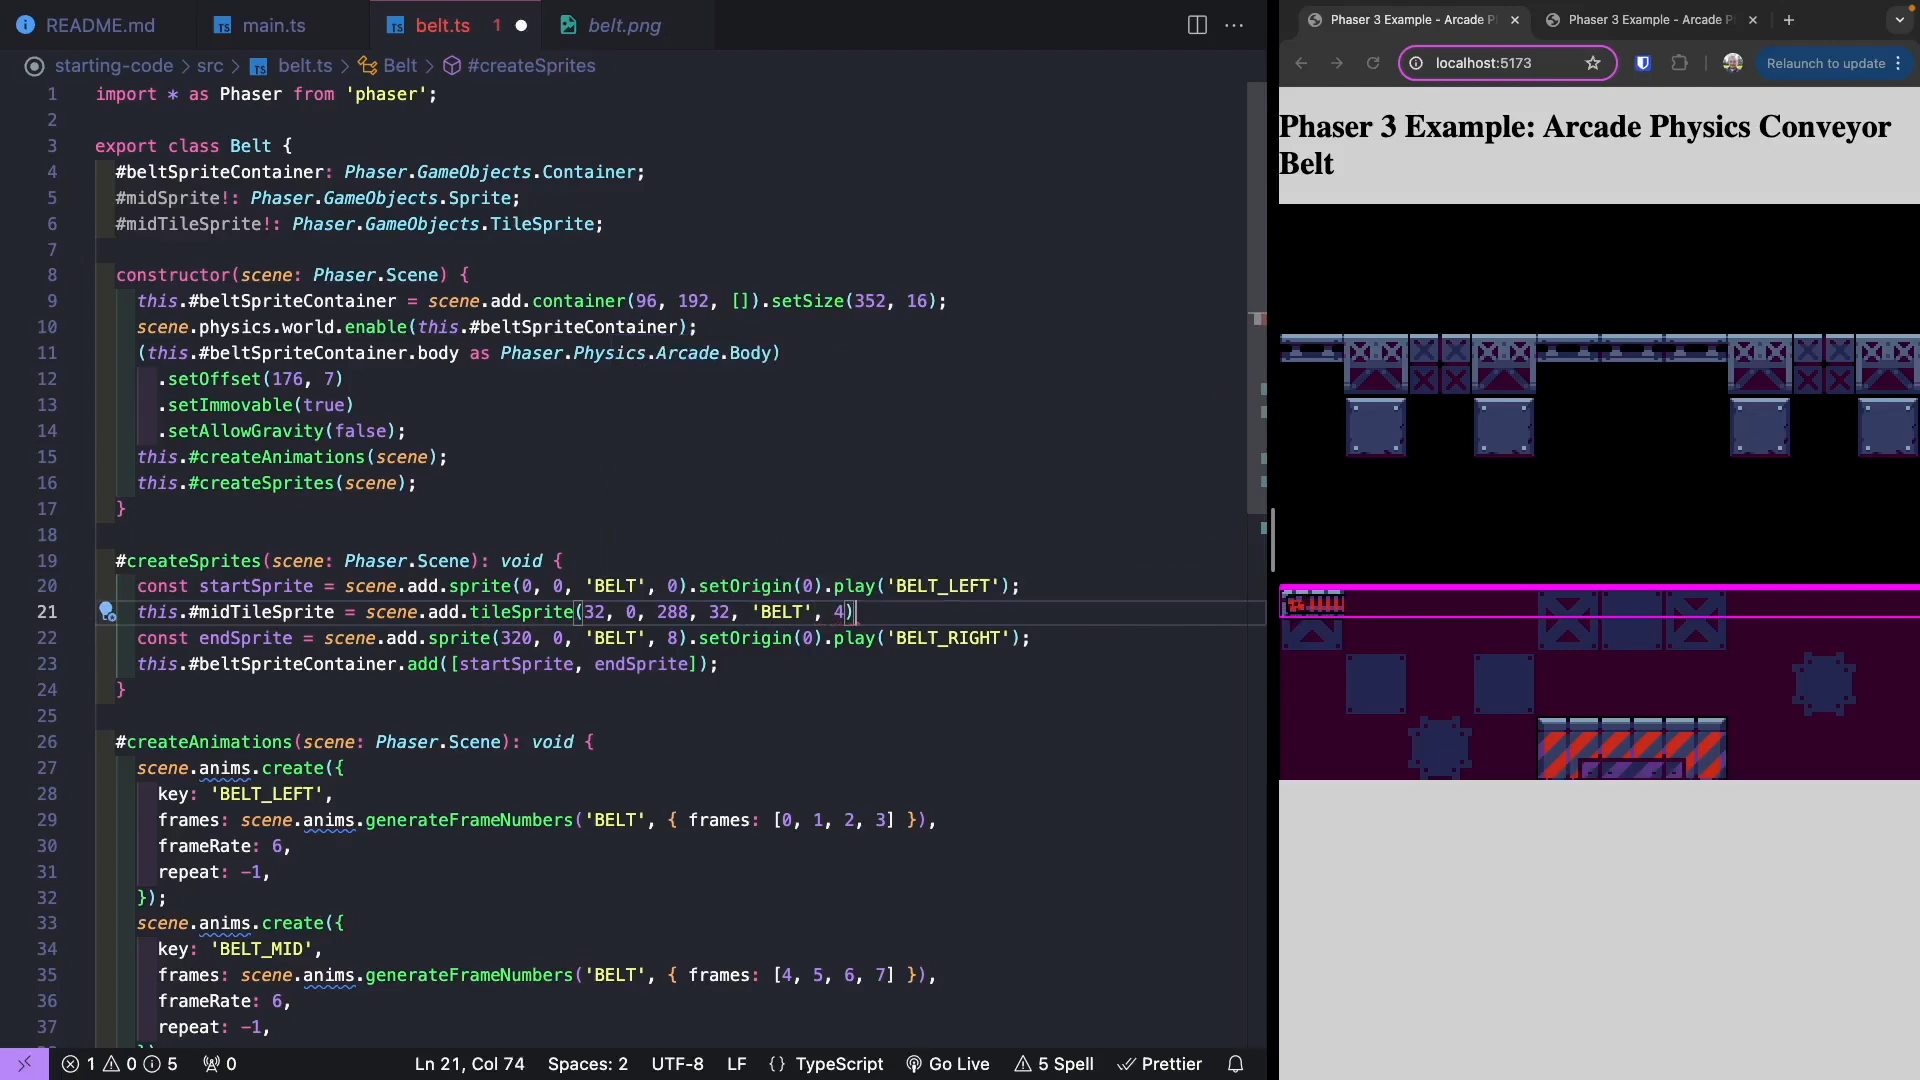 README.md
main.ts
belt.ts 1
belt.png
starting-code > src > belt.ts > Belt > #createSprites
1 import * as Phaser from 'phaser';
2
3 export class Belt {
4 #beltSpriteContainer: Phaser.GameObjects.Container;
5 #midSprite!: Phaser.GameObjects.Sprite;
6 #midTileSprite!: Phaser.GameObjects.TileSprite;
7
8 constructor(scene: Phaser.Scene) {
9 this.#beltSpriteContainer = scene.add.container(96, 192, []).setSize(352, 16);
10 scene.physics.world.enable(this.#beltSpriteContainer);
11 (this.#beltSpriteContainer.body as Phaser.Physics.Arcade.Body)
12 .setOffset(176, 7)
13 .setImmovable(true)
14 .setAllowGravity(false);
15 this.#createAnimations(scene);
16 this.#createSprites(scene);
17 }
18
19 #createSprites(scene: Phaser.Scene): void {
20 const startSprite = scene.add.sprite(0, 0, 'BELT', 0).setOrigin(0).play('BELT_LEFT');
21 this.#midTileSprite = scene.add.tileSprite(32, 0, 288, 32, 'BELT', 4)
22 const endSprite = scene.add.sprite(320, 0, 'BELT', 8).setOrigin(0).play('BELT_RIGHT');
23 this.#beltSpriteContainer.add([startSprite, endSprite]);
24 }
25
26 #createAnimations(scene: Phaser.Scene): void {
27 scene.anims.create({
28 key: 'BELT_LEFT',
29 frames: scene.anims.generateFrameNumbers('BELT', { frames: [0, 1, 2, 3] }),
30 frameRate: 6,
31 repeat: -1,
32 });
33 scene.anims.create({
34 key: 'BELT_MID',
35 frames: scene.anims.generateFrameNumbers('BELT', { frames: [4, 5, 6, 7] }),
36 frameRate: 6,
37 repeat: -1,
1 0 5 0
Ln 21, Col 74
Spaces: 2
UTF-8
LF
{} TypeScript
Go Live
5 Spell
Prettier
Phaser 3 Example - Arcade P
Phaser 3 Example - Arcade P
localhost:5173
Relaunch to update
Phaser 3 Example: Arcade Physics Conveyor
Belt